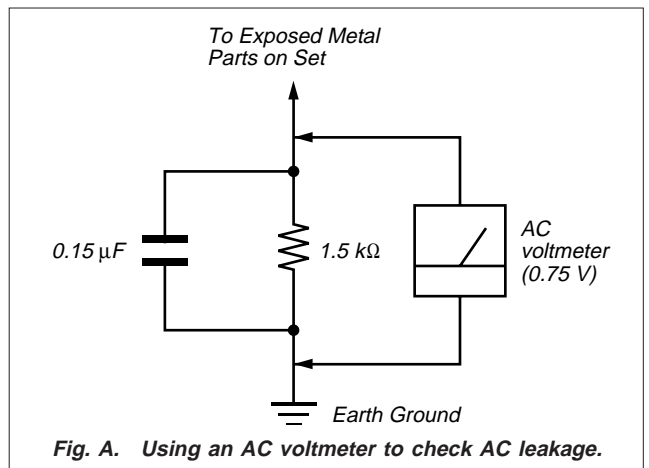 To Exposed Metal
Parts on Set
0.15 μF
1.5 kΩ
AC
voltmeter
(0.75 V)
Earth Ground
Fig. A. Using an AC voltmeter to check AC leakage.